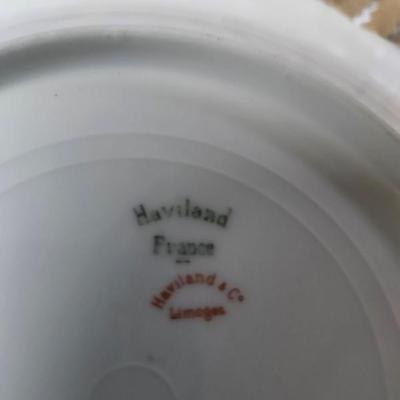 Haviland
France
Haviland & Co
Limoges